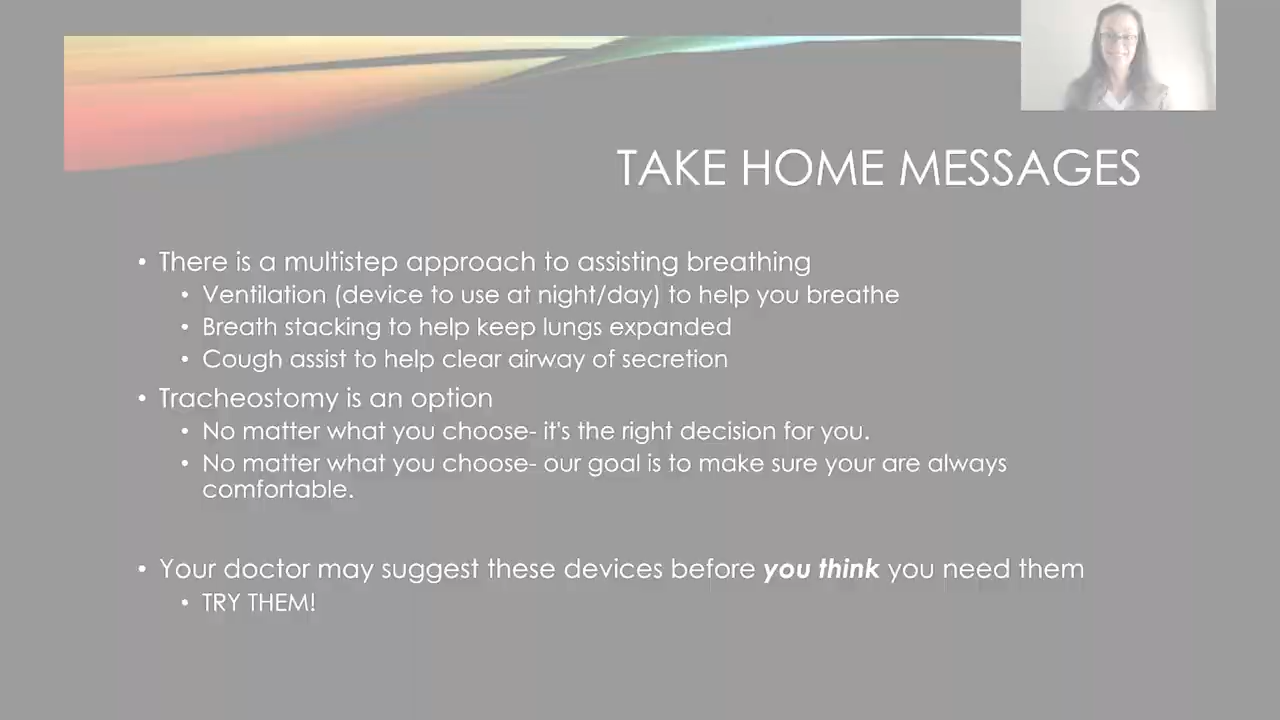 TAKE HOME MESSAGES
• There is a multistep approach to assisting breathing
• Ventilation (device to use at night/day) to help you breathe
• Breath stacking to help keep lungs expanded
• Cough assist to help clear airway of secretion
• Tracheostomy is an option
• No matter what you choose- it's the right decision for you.
• No matter what you choose- our goal is to make sure your are always
comfortable.
• Your doctor may suggest these devices before you think you need them
• TRY THEM!